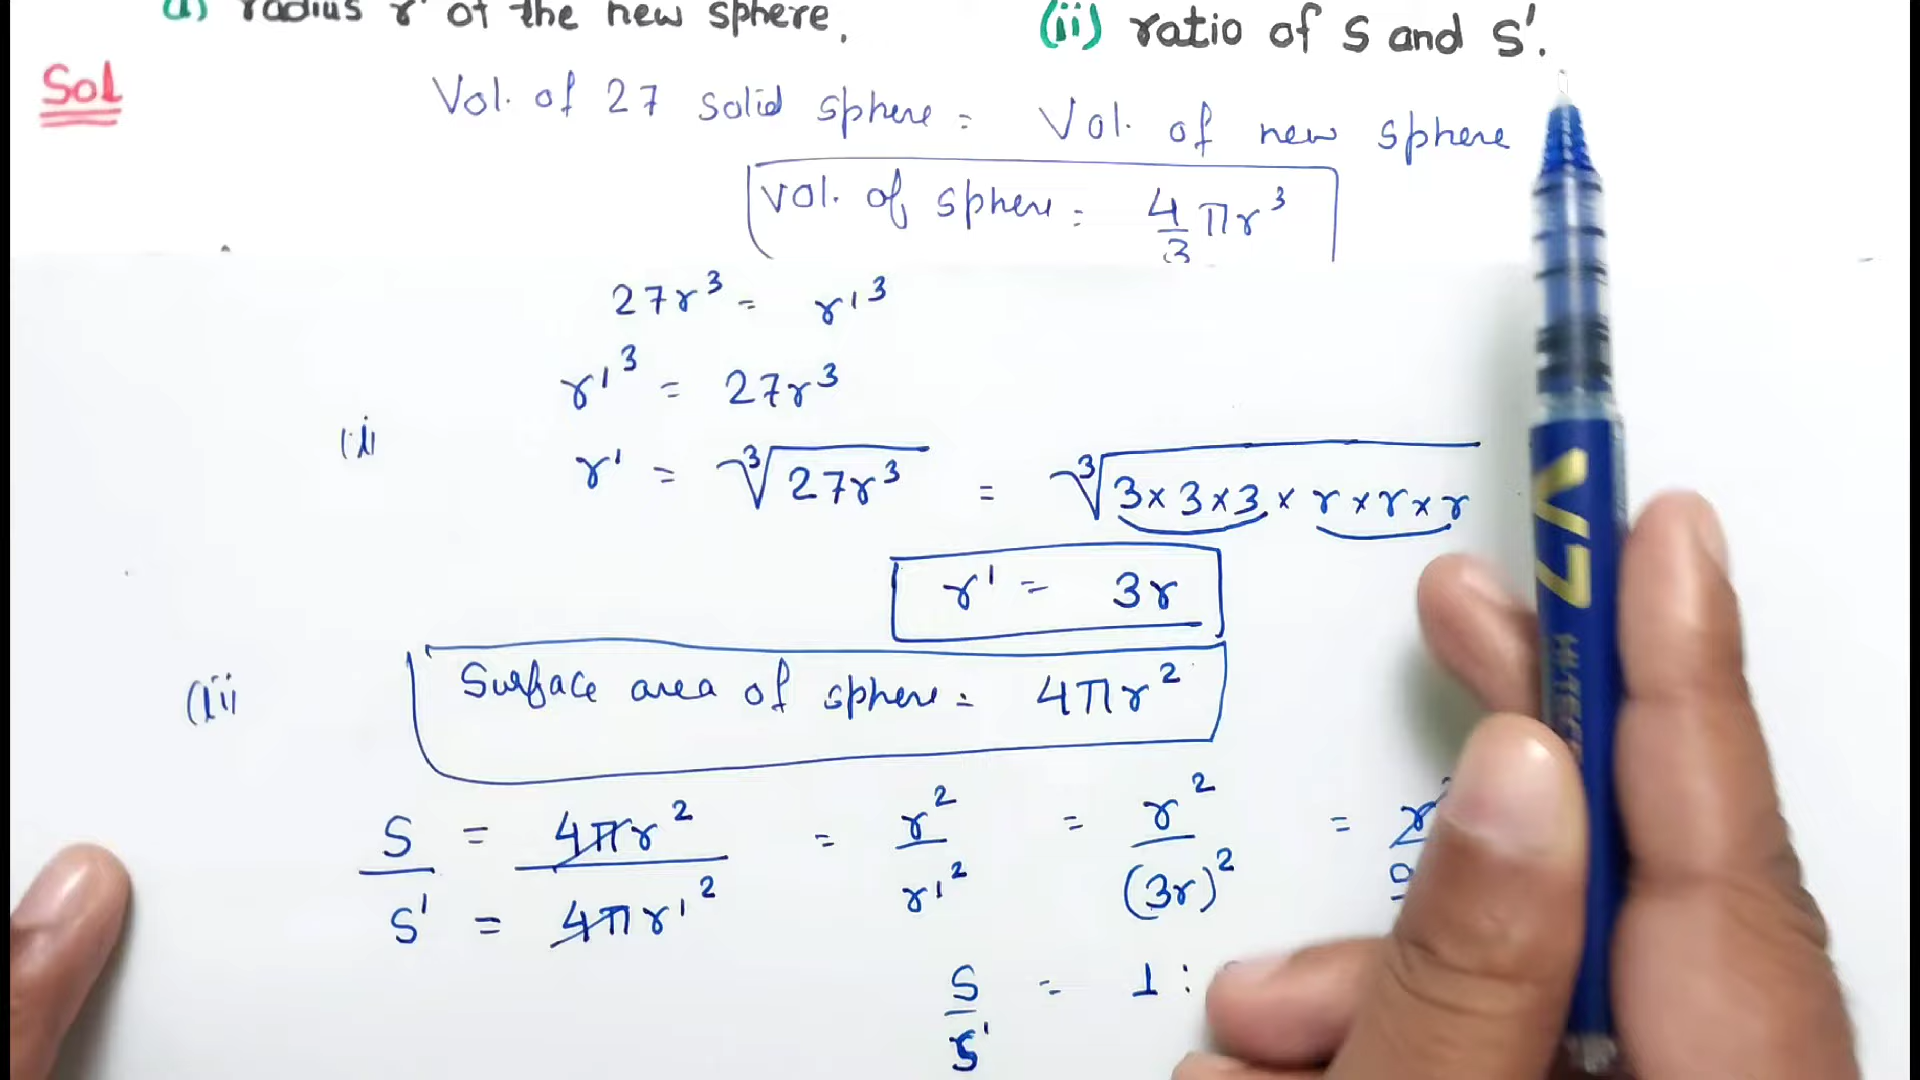 (i) radius r' of the new sphere. (ii) ratio of S and S'.
Sol
Vol. of 27 solid sphere = Vol. of new sphere
vol. of sphere = 4/3 πr³
27r³ = r'³
r'³ = 27r³
(i) r' = ∛27r³ = ∛3×3×3×r×r×r
r' = 3r
(ii) Surface area of sphere = 4πr²
S/S' = 4πr²/4πr'² = r²/r'² = r²/(3r)² =
S/S' = 1 :
V7